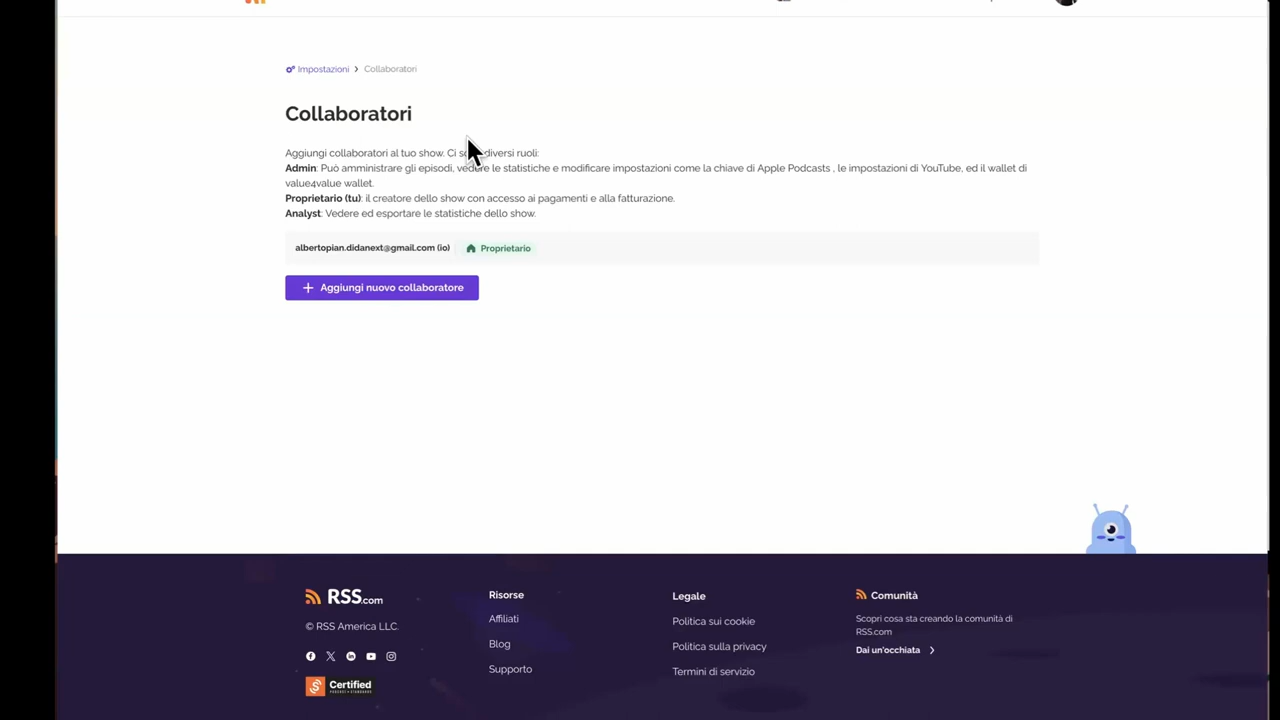 Impostazioni > Collaboratori
Collaboratori
Aggiungi collaboratori al tuo show. Ci diversi ruoli:
Admin: Può amministrare gli episodi, vedere le statistiche e modificare impostazioni come la chiave di Apple Podcasts , le impostazioni di YouTube, ed il wallet di
value4value wallet.
Proprietario (tu): il creatore dello show con accesso ai pagamenti e alla fatturazione.
Analyst: Vedere ed esportare le statistiche dello show.
albertopian.didanext@gmail.com (io) Proprietario
+ Aggiungi nuovo collaboratore
RSS.com
© RSS America LLC.
Certified
Risorse
Affiliati
Blog
Supporto
Legale
Politica sui cookie
Politica sulla privacy
Termini di servizio
Comunità
Scopri cosa sta creando la comunità di
RSS.com
Dai un'occhiata >